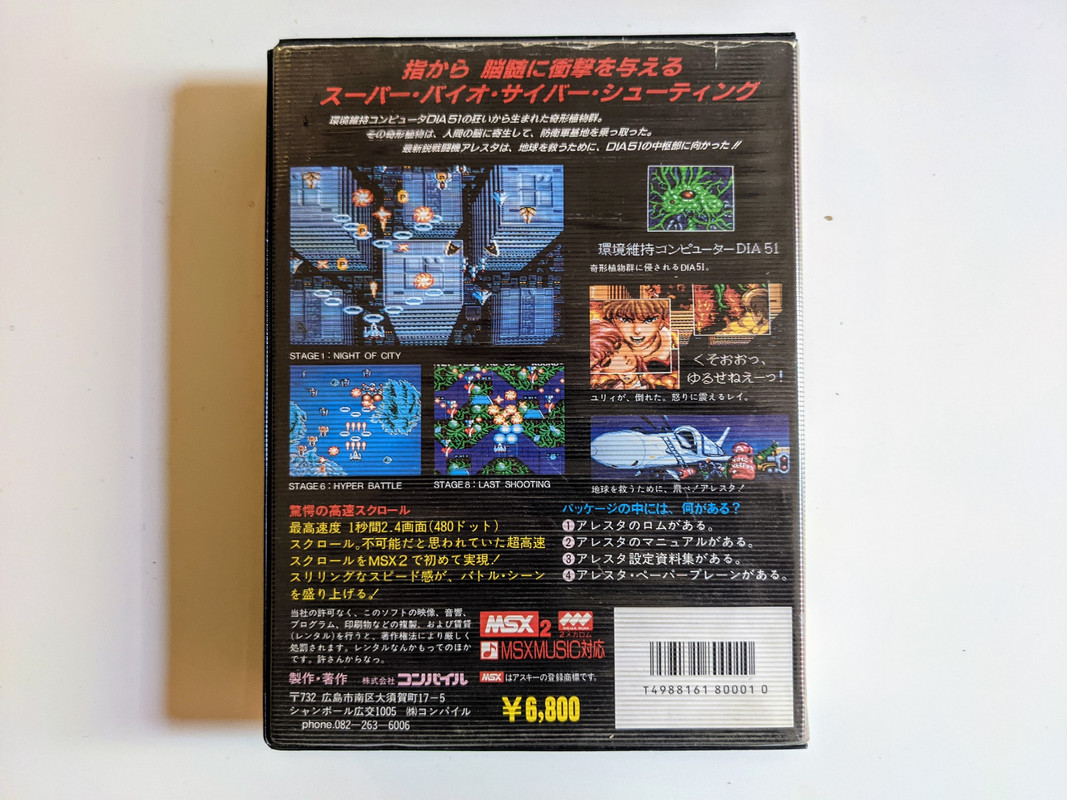 指から 脳髄に衝撃を与える
スーパー・バイオ・サイバー・シューティング
環境維持コンピュータDIA51の狂いから生まれた奇形植物群。
その奇形植物は、人間の脳に寄生して、防衛軍基地を乗っ取った。
最新鋭戦闘機アレスタは、地球を救うために、DIA51の中枢部に向かった!!
STAGE1:NIGHT OF CITY
環境維持コンピューターDIA51
奇形植物群に侵されるDIA51。
くそおおっ、
ゆるせねえーっ!
ユリィが、倒れた。怒りに震えるレイ。
STAGE6:HYPER BATTLE
STAGE8:LAST SHOOTING
地球を救うために、飛べ!アレスタ!
驚愕の高速スクロール
最高速度 1秒間2.4画面(480ドット)
スクロール。不可能だと思われていた超高速
スクロールをMSX2で初めて実現!
スリリングなスピード感が、バトル・シーン
を盛り上げる!
パッケージの中には、何がある?
①アレスタのロムがある。
②アレスタのマニュアルがある。
③アレスタ設定資料集がある。
④アレスタ・ペーパープレーンがある。
当社の許可なく、このソフトの映像、音響、
プログラム、印刷物などの複製、および賃貸
(レンタル)を行うと、著作権法により厳しく
処罰されます。レンタルなんかもってのほか
です。許さんからなっ。
MSX2
MEGA ROM
2メガロム
MSXMUSIC対応
製作・著作 株式会社 コンパイル
MSXはアスキーの登録商標です。
〒732 広島市南区大須賀町17-5
シャンボール広交1005 ㈱コンパイル
phone.082-263-6006
¥6,800
T4988161 80001 0